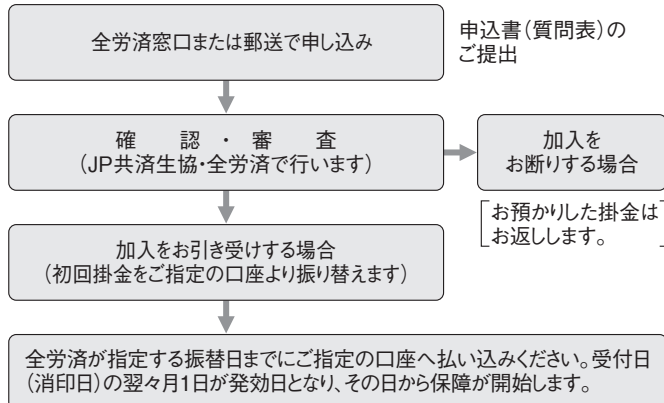 全労済窓口または郵送で申し込み
申込書（質問表）の
ご提出
確認・審査
（JP共済生協・全労済で行います）
加入を
お断りする場合
お預かりした掛金は
お返しします。
加入をお引き受けする場合
（初回掛金をご指定の口座より振り替えます）
全労済が指定する振替日までにご指定の口座へ払い込みください。受付日
（消印日）の翌々月1日が発効日となり、その日から保障が開始します。